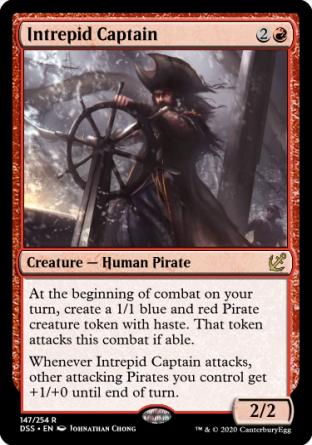 Intrepid Captain 2
Creature — Human Pirate
At the beginning of combat on your
turn, create a 1/1 blue and red Pirate
creature token with haste. That token
attacks this combat if able.
Whenever Intrepid Captain attacks,
other attacking Pirates you control get
+1/+0 until end of turn.
2/2
147/254 R
DSS • EN Johnathan Chong
™ & © 2020 CanterburyEgg